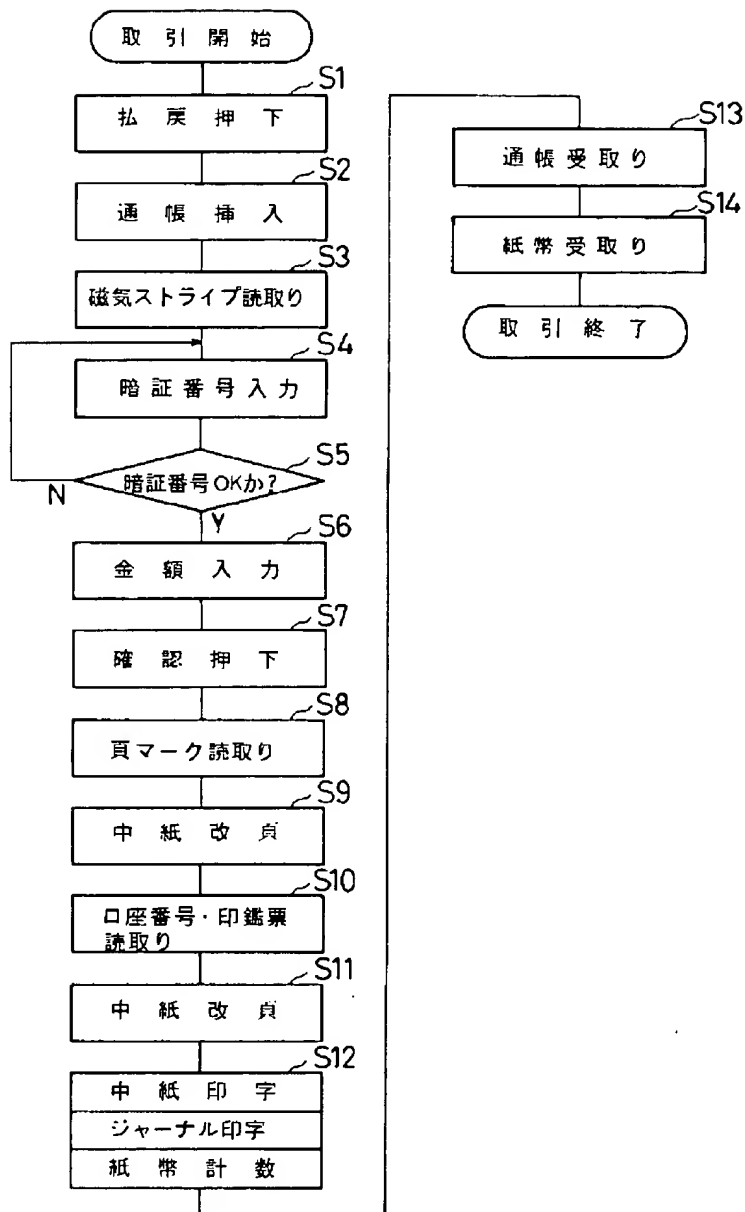 取引開始
S1
払戻押下
S2
通帳挿入
S3
磁気ストライプ読取り
S4
暗証番号入力
S5
暗証番号OKか?
N
Y
S6
金額入力
S7
確認押下
S8
頁マーク読取り
S9
中紙改頁
S10
口座番号・印鑑票
読取り
S11
中紙改頁
S12
中紙印字
ジャーナル印字
紙幣計数
S13
通帳受取り
S14
紙幣受取り
取引終了